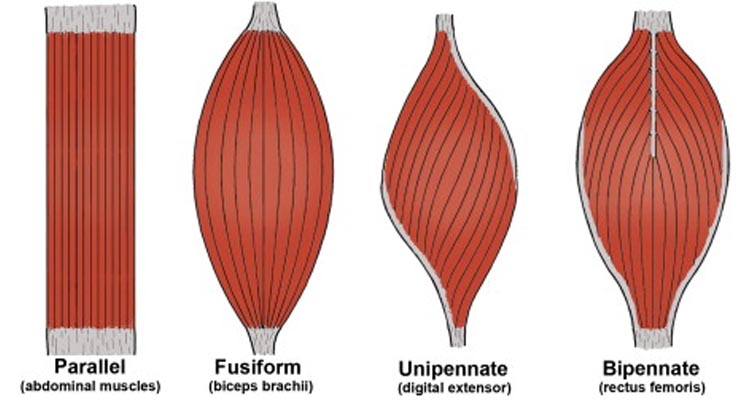 Parallel
(abdominal muscles)
Fusiform
(biceps brachii)
Unipennate
(digital extensor)
Bipennate
(rectus femoris)